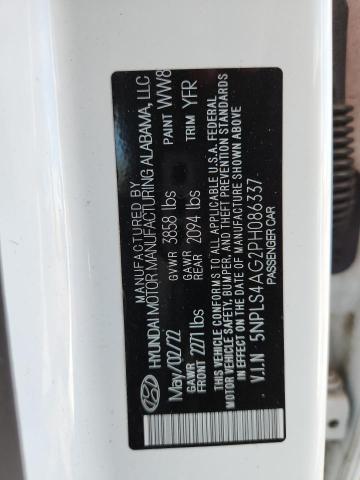 MANUFACTURED BY
HYUNDAI MOTOR MANUFACTURING ALABAMA, LLC
May/02/22 GVWR 3858 lbs PAINT WW8
GAWR FRONT 2271 lbs GAWR REAR 2094 lbs TRIM YFR
THIS VEHICLE CONFORMS TO ALL APPLICABLE U.S.A. FEDERAL
MOTOR VEHICLE SAFETY, BUMPER, AND THEFT PREVENTION STANDARDS
IN EFFECT ON THE DATE OF MANUFACTURE SHOWN ABOVE
V.I.N 5NPLS4AG2PH086337
PASSENGER CAR